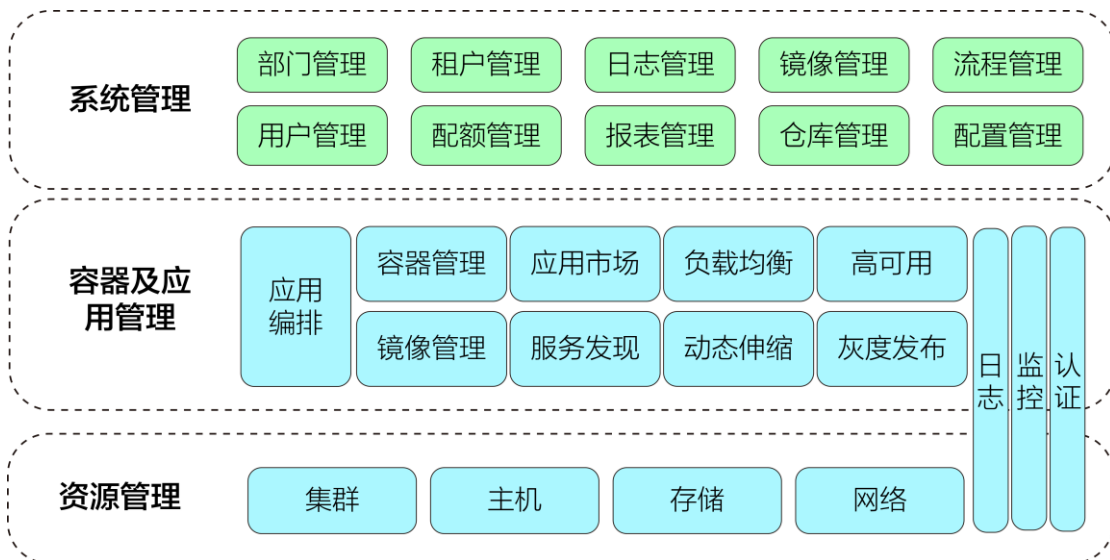 系统管理
部门管理
租户管理
日志管理
镜像管理
流程管理
用户管理
配额管理
报表管理
仓库管理
配置管理
容器及应
用管理
应用
编排
容器管理
应用市场
负载均衡
高可用
镜像管理
服务发现
动态伸缩
灰度发布
日志
监控
认证
资源管理
集群
主机
存储
网络